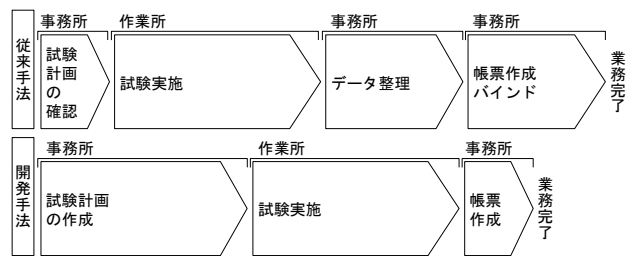 従来手法
事務所
作業所
事務所
事務所
試験
計画
の
確認
試験実施
データ整理
帳票作成
バインド
業務完了
開発手法
事務所
作業所
事務所
試験計画
の作成
試験実施
帳票
作成
業務完了